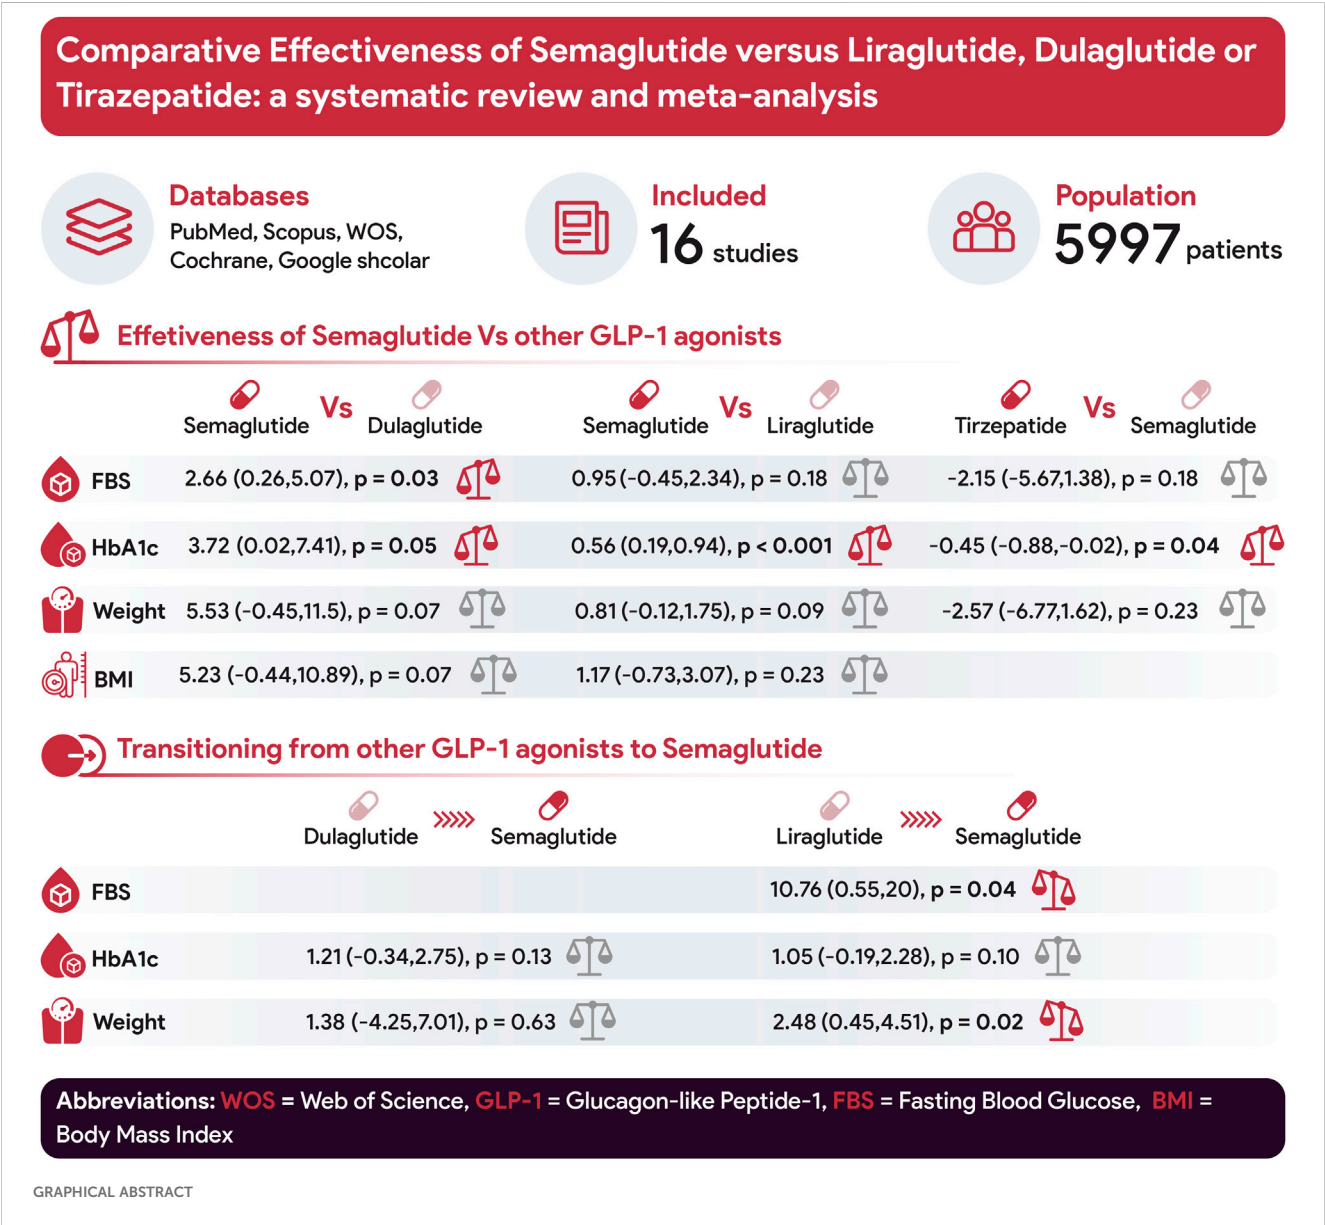 Comparative Effectiveness of Semaglutide versus Liraglutide, Dulaglutide or
Tirazepatide: a systematic review and meta-analysis
Databases
PubMed, Scopus, WOS,
Cochrane, Google shcolar
Included
16 studies
Population
5997 patients
Effetiveness of Semaglutide Vs other GLP-1 agonists
Semaglutide Vs Dulaglutide
Semaglutide Vs Liraglutide
Tirzepatide Vs Semaglutide
FBS 2.66 (0.26,5.07), p = 0.03 0.95 (-0.45,2.34), p = 0.18 -2.15 (-5.67,1.38), p = 0.18
HbA1c 3.72 (0.02,7.41), p = 0.05 0.56 (0.19,0.94), p < 0.001 -0.45 (-0.88,-0.02), p = 0.04
Weight 5.53 (-0.45,11.5), p = 0.07 0.81 (-0.12,1.75), p = 0.09 -2.57 (-6.77,1.62), p = 0.23
BMI 5.23 (-0.44,10.89), p = 0.07 1.17 (-0.73,3.07), p = 0.23
Transitioning from other GLP-1 agonists to Semaglutide
Dulaglutide »»» Semaglutide
Liraglutide »»» Semaglutide
FBS 10.76 (0.55,20), p = 0.04
HbA1c 1.21 (-0.34,2.75), p = 0.13 1.05 (-0.19,2.28), p = 0.10
Weight 1.38 (-4.25,7.01), p = 0.63 2.48 (0.45,4.51), p = 0.02
Abbreviations: WOS = Web of Science, GLP-1 = Glucagon-like Peptide-1, FBS = Fasting Blood Glucose, BMI =
Body Mass Index
GRAPHICAL ABSTRACT